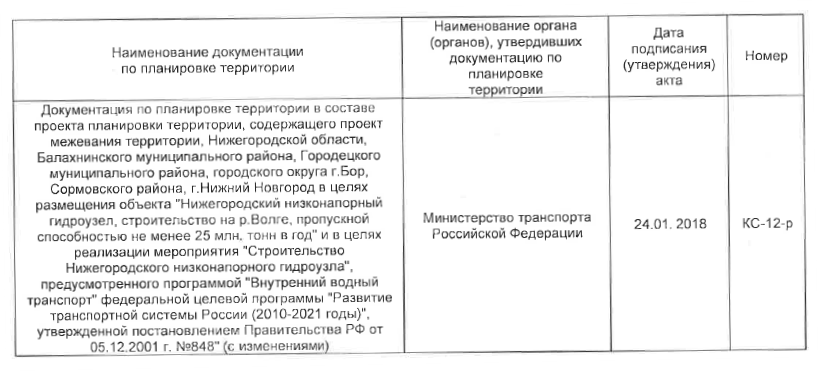 Наименование документации
по планировке территории
Наименование органа
(органов), утвердивших
документацию по
планировке
территории
Дата
подписания
(утверждения)
акта
Номер
Документация по планировке территории в составе
проекта планировки территории, содержащего проект
межевания территории, Нижегородской области,
Балахнинского муниципального района, Городецкого
муниципального района, городского округа г.Бор,
Сормовского района, г.Нижний Новгород в целях
размещения объекта "Нижегородский низконапорный
гидроузел, строительство на р.Волге, пропускной
способностью не менее 25 млн. тонн в год" и в целях
реализации мероприятия "Строительство
Нижегородского низконапорного гидроузла",
предусмотренного программой "Внутренний водный
транспорт" федеральной целевой программы "Развитие
транспортной системы России (2010-2021 годы)",
утвержденной постановлением Правительства РФ от
05.12.2001 г. №848" (с изменениями)
Министерство транспорта
Российской Федерации
24.01. 2018
КС-12-р